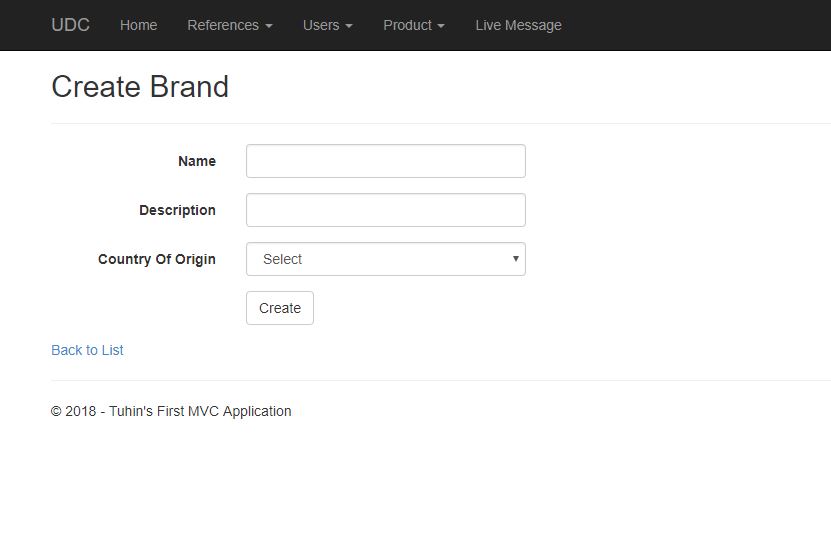 UDC Home References Users Product Live Message
Create Brand
Name
Description
Country Of Origin Select
Create
Back to List
© 2018 - Tuhin's First MVC Application